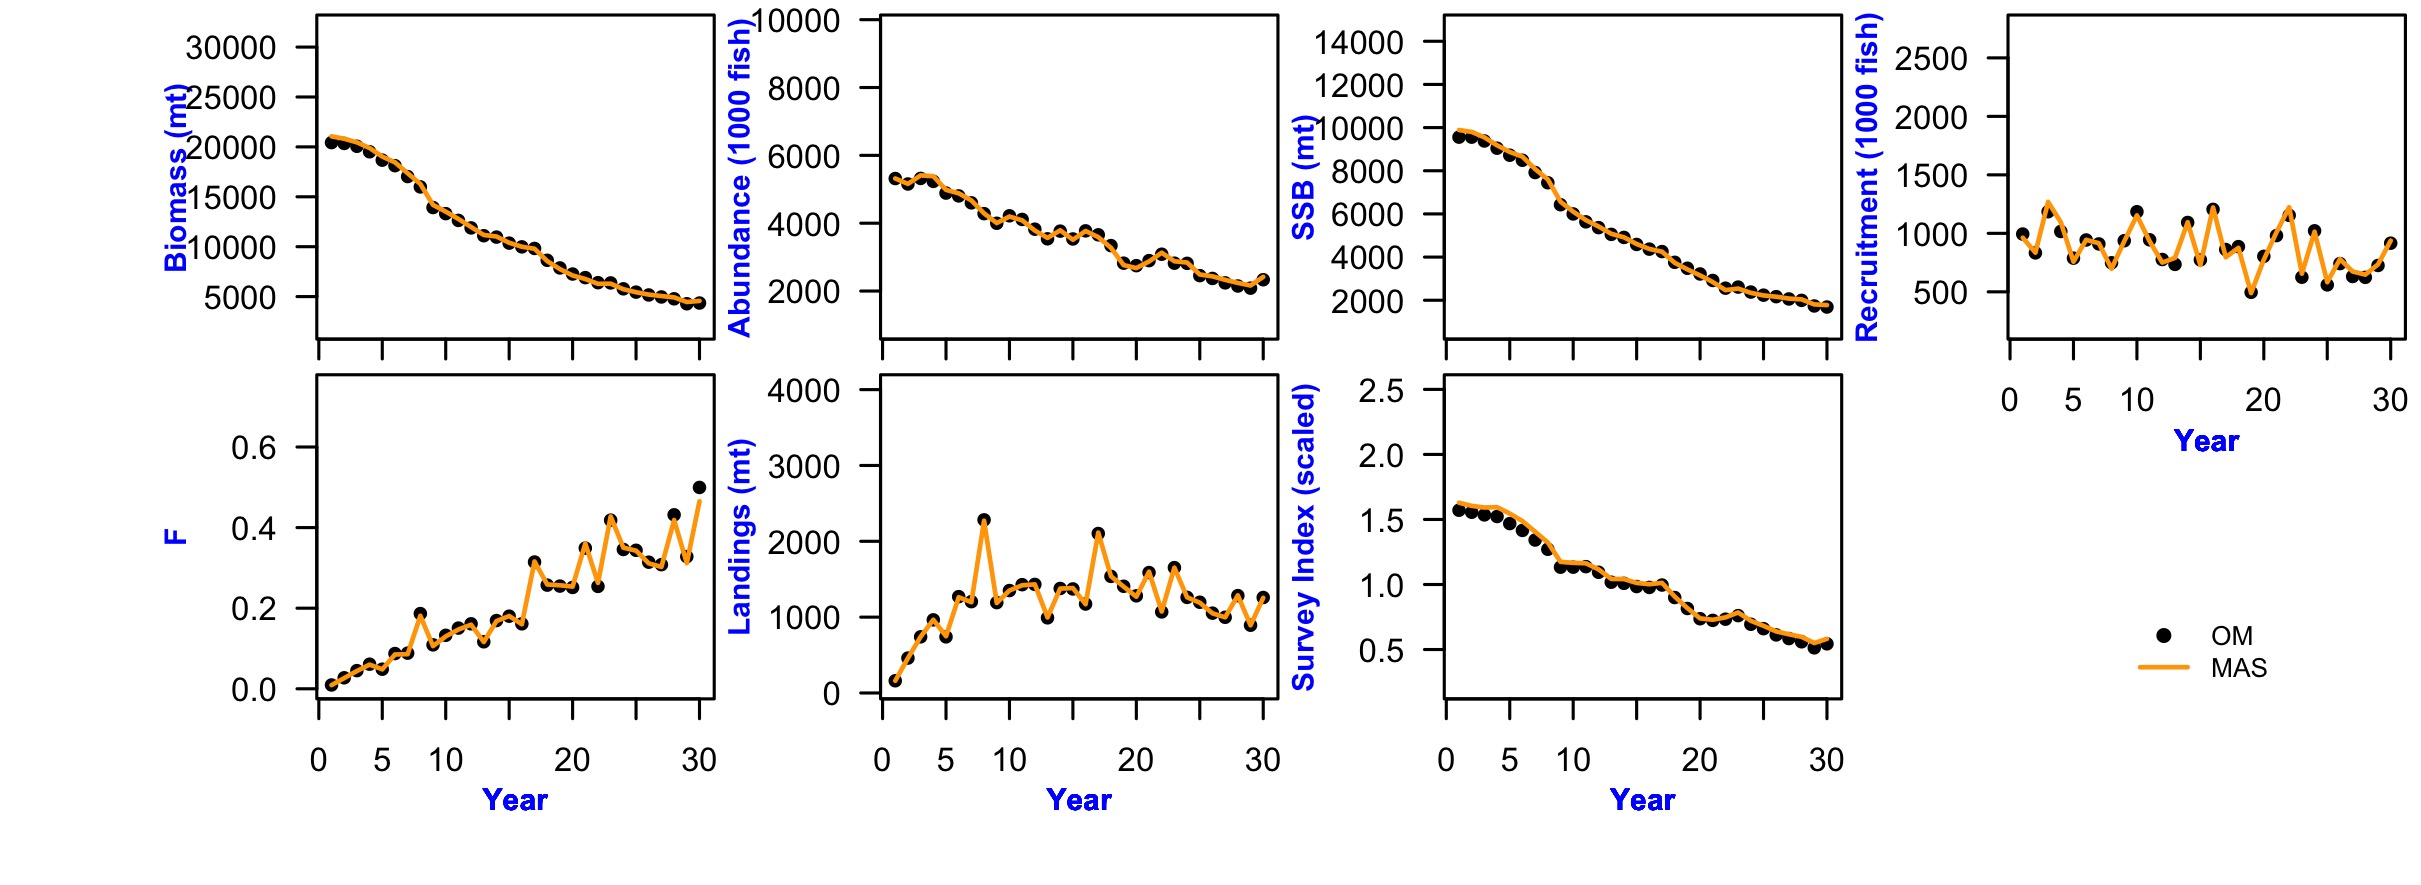 Biomass (mt)
30000
25000
20000
15000
10000
5000
Abundance (1000 fish)
10000
8000
6000
4000
2000
SSB (mt)
14000
12000
10000
8000
6000
4000
2000
Recruitment (1000 fish)
2500
2000
1500
1000
500
0 5 10 20 30
Year
F
0.6
0.4
0.2
0.0
0 5 10 20 30
Year
Landings (mt)
4000
3000
2000
1000
0
0 5 10 20 30
Year
Survey Index (scaled)
2.5
2.0
1.5
1.0
0.5
0 5 10 20 30
Year
OM
MAS